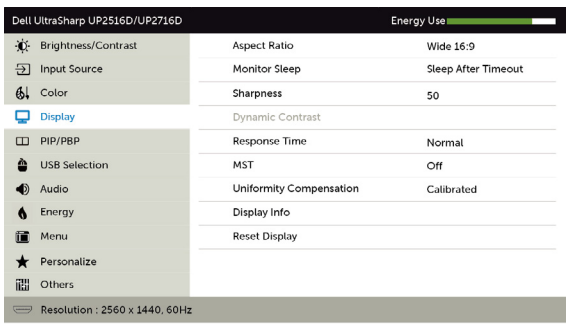 Dell UltraSharp UP2516D/UP2716D Energy Use
Brightness/Contrast Aspect Ratio Wide 16:9
Input Source Monitor Sleep Sleep After Timeout
Color Sharpness 50
Display Dynamic Contrast
PIP/PBP Response Time Normal
USB Selection MST Off
Audio Uniformity Compensation Calibrated
Energy Display Info
Menu Reset Display
Personalize
Others
Resolution : 2560 x 1440, 60Hz